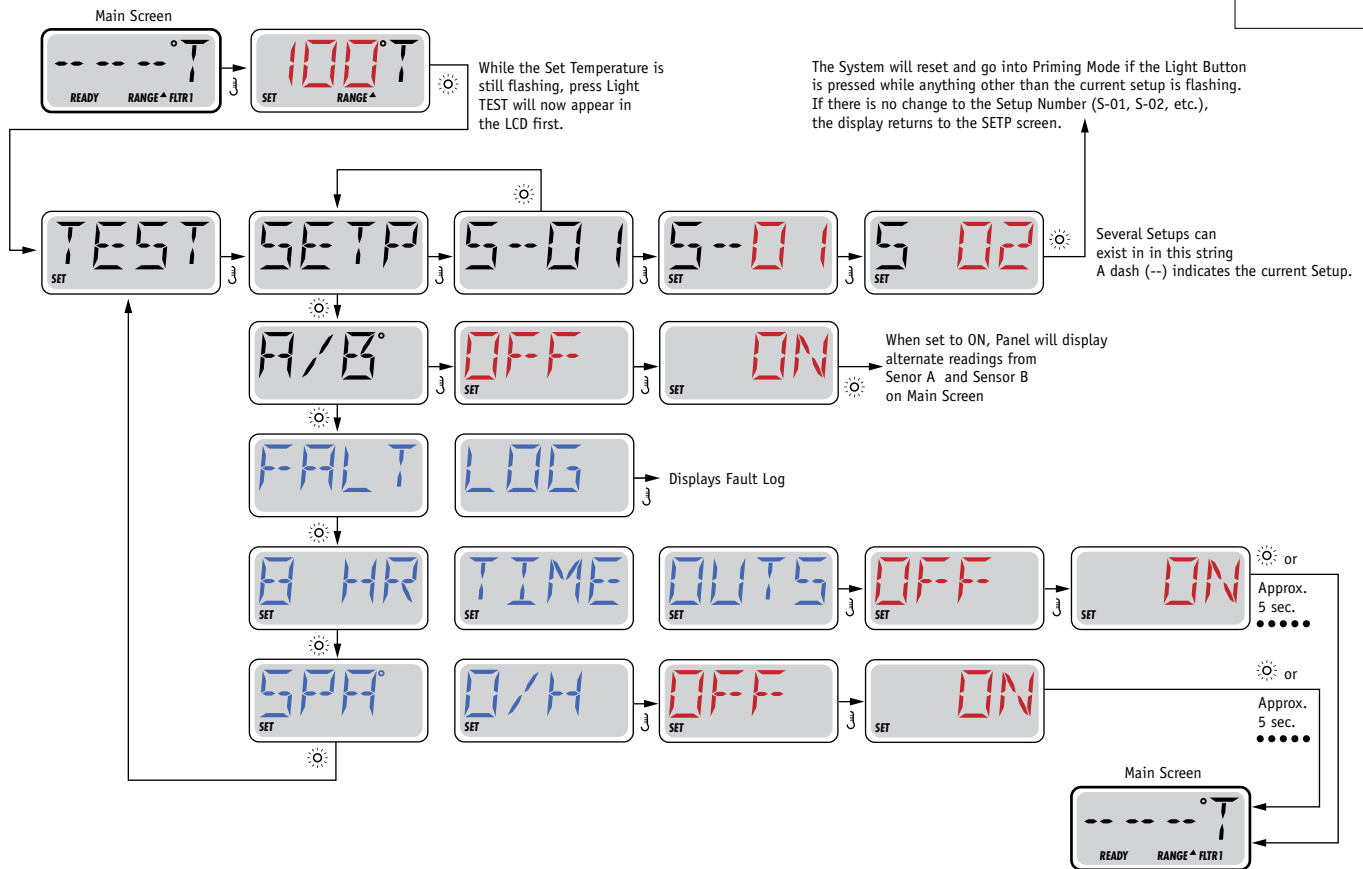 Main Screen
-- -- --°T
READY RANGE FLTR1
100°T
SET RANGE
While the Set Temperature is
still flashing, press Light
TEST will now appear in
the LCD first.
The System will reset and go into Priming Mode if the Light Button
is pressed while anything other than the current setup is flashing.
If there is no change to the Setup Number (S-01, S-02, etc.),
the display returns to the SETP screen.
TEST
SET
SETP
SET
S--01
SET
S--01
SET
S 02
SET
Several Setups can
exist in in this string
A dash (--) indicates the current Setup.
A/B°
SET
OFF
SET
ON
SET
When set to ON, Panel will display
alternate readings from
Senor A and Sensor B
on Main Screen
FALT
LOG
Displays Fault Log
8 HR
SET
TIME
SET
OUTS
SET
OFF
SET
ON
SET
or
Approx.
5 sec.
SPA°
SET
O/H
SET
OFF
SET
ON
SET
or
Approx.
5 sec.
Main Screen
-- -- --°T
READY RANGE FLTR1